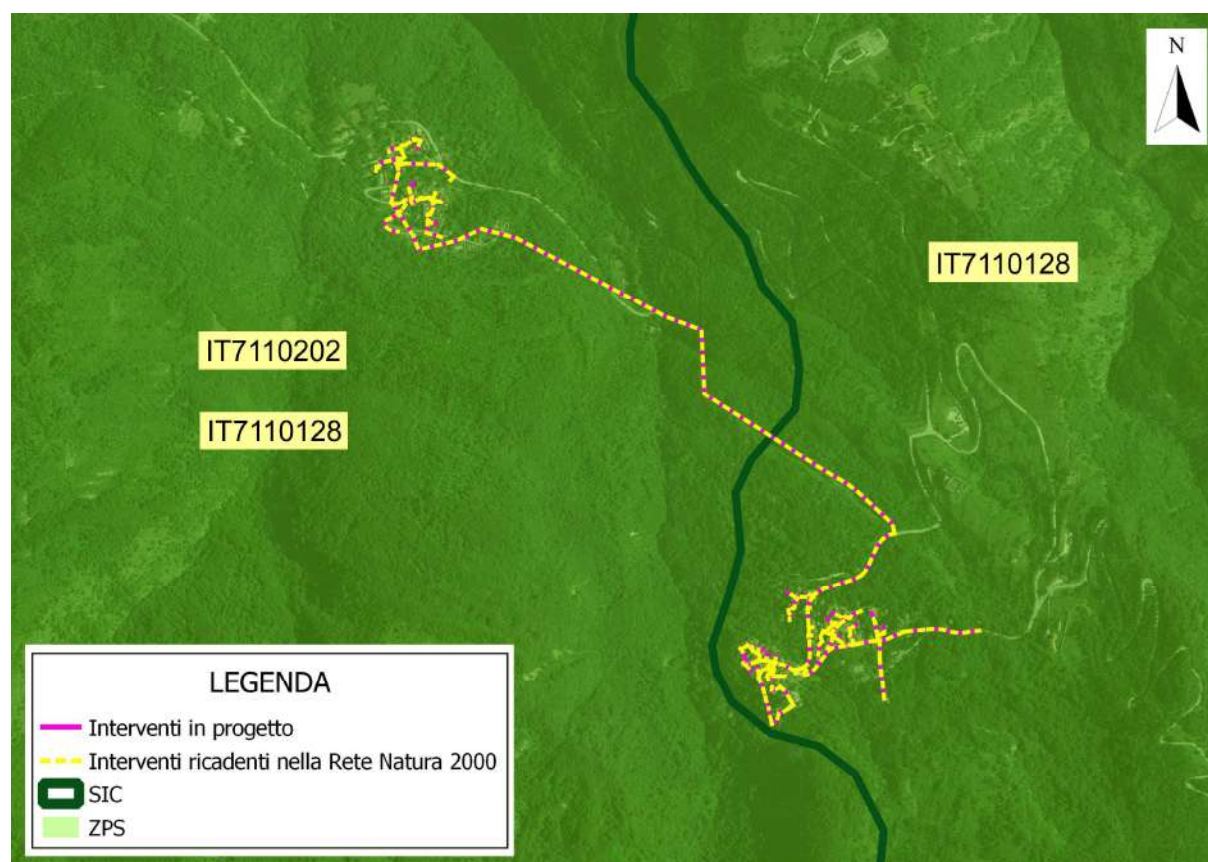 N
IT7110128
IT7110202
IT7110128
LEGENDA
Interventi in progetto
Interventi ricadenti nella Rete Natura 2000
SIC
ZPS